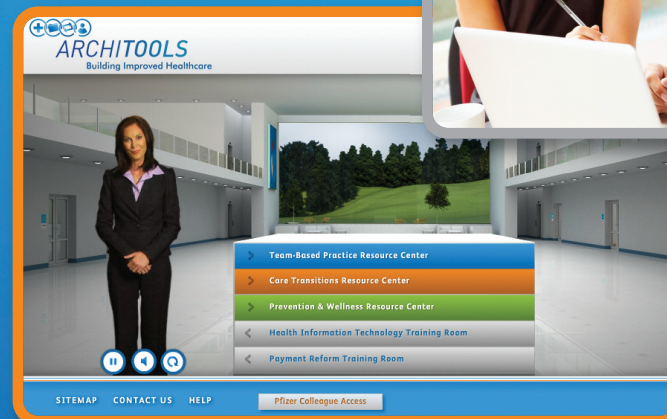 ARCHITOOLS
Building Improved Healthcare
Team-Based Practice Resource Center
Care Transitions Resource Center
Prevention & Wellness Resource Center
Health Information Technology Training Room
Payment Reform Training Room
SITEMAP CONTACT US HELP Pfizer Colleague Access